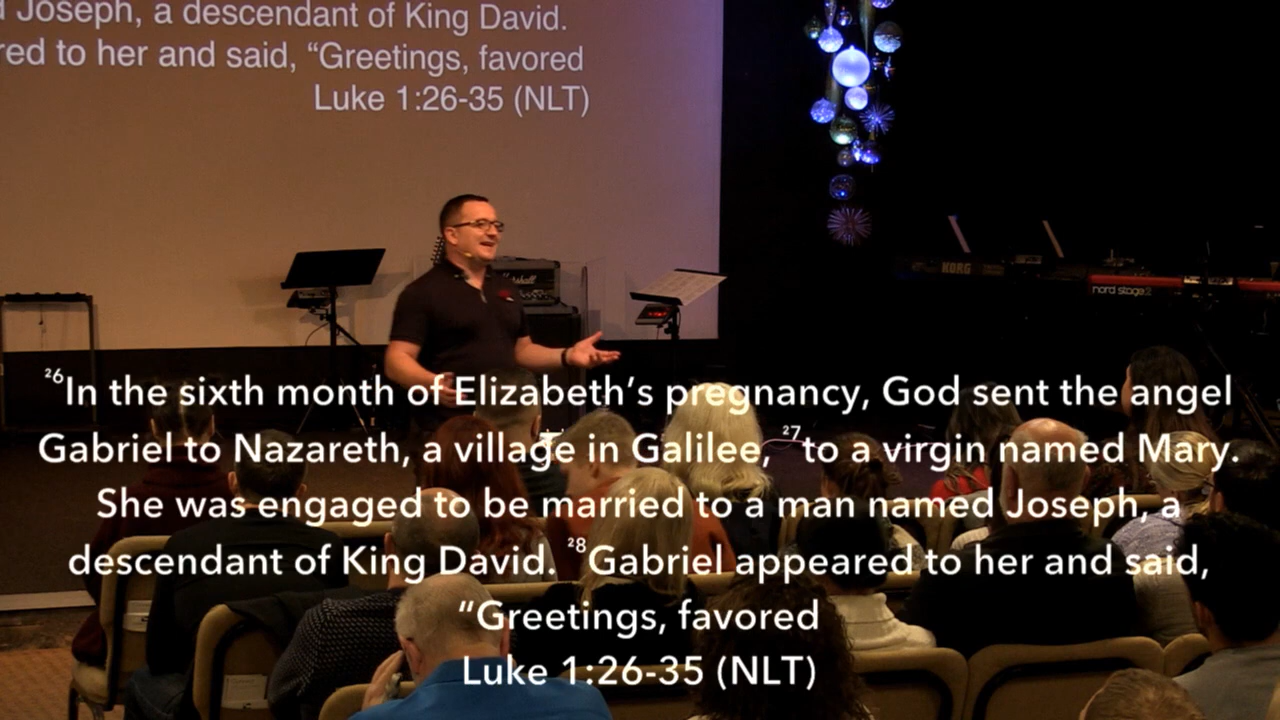 Joseph, a descendant of King David.
to her and said, “Greetings, favored
Luke 1:26-35 (NLT)
Marshall
KORG
nord stage 2
²⁶In the sixth month of Elizabeth’s pregnancy, God sent the angel
Gabriel to Nazareth, a village in Galilee, ²⁷to a virgin named Mary.
She was engaged to be married to a man named Joseph, a
descendant of King David. ²⁸Gabriel appeared to her and said,
“Greetings, favored
Luke 1:26-35 (NLT)